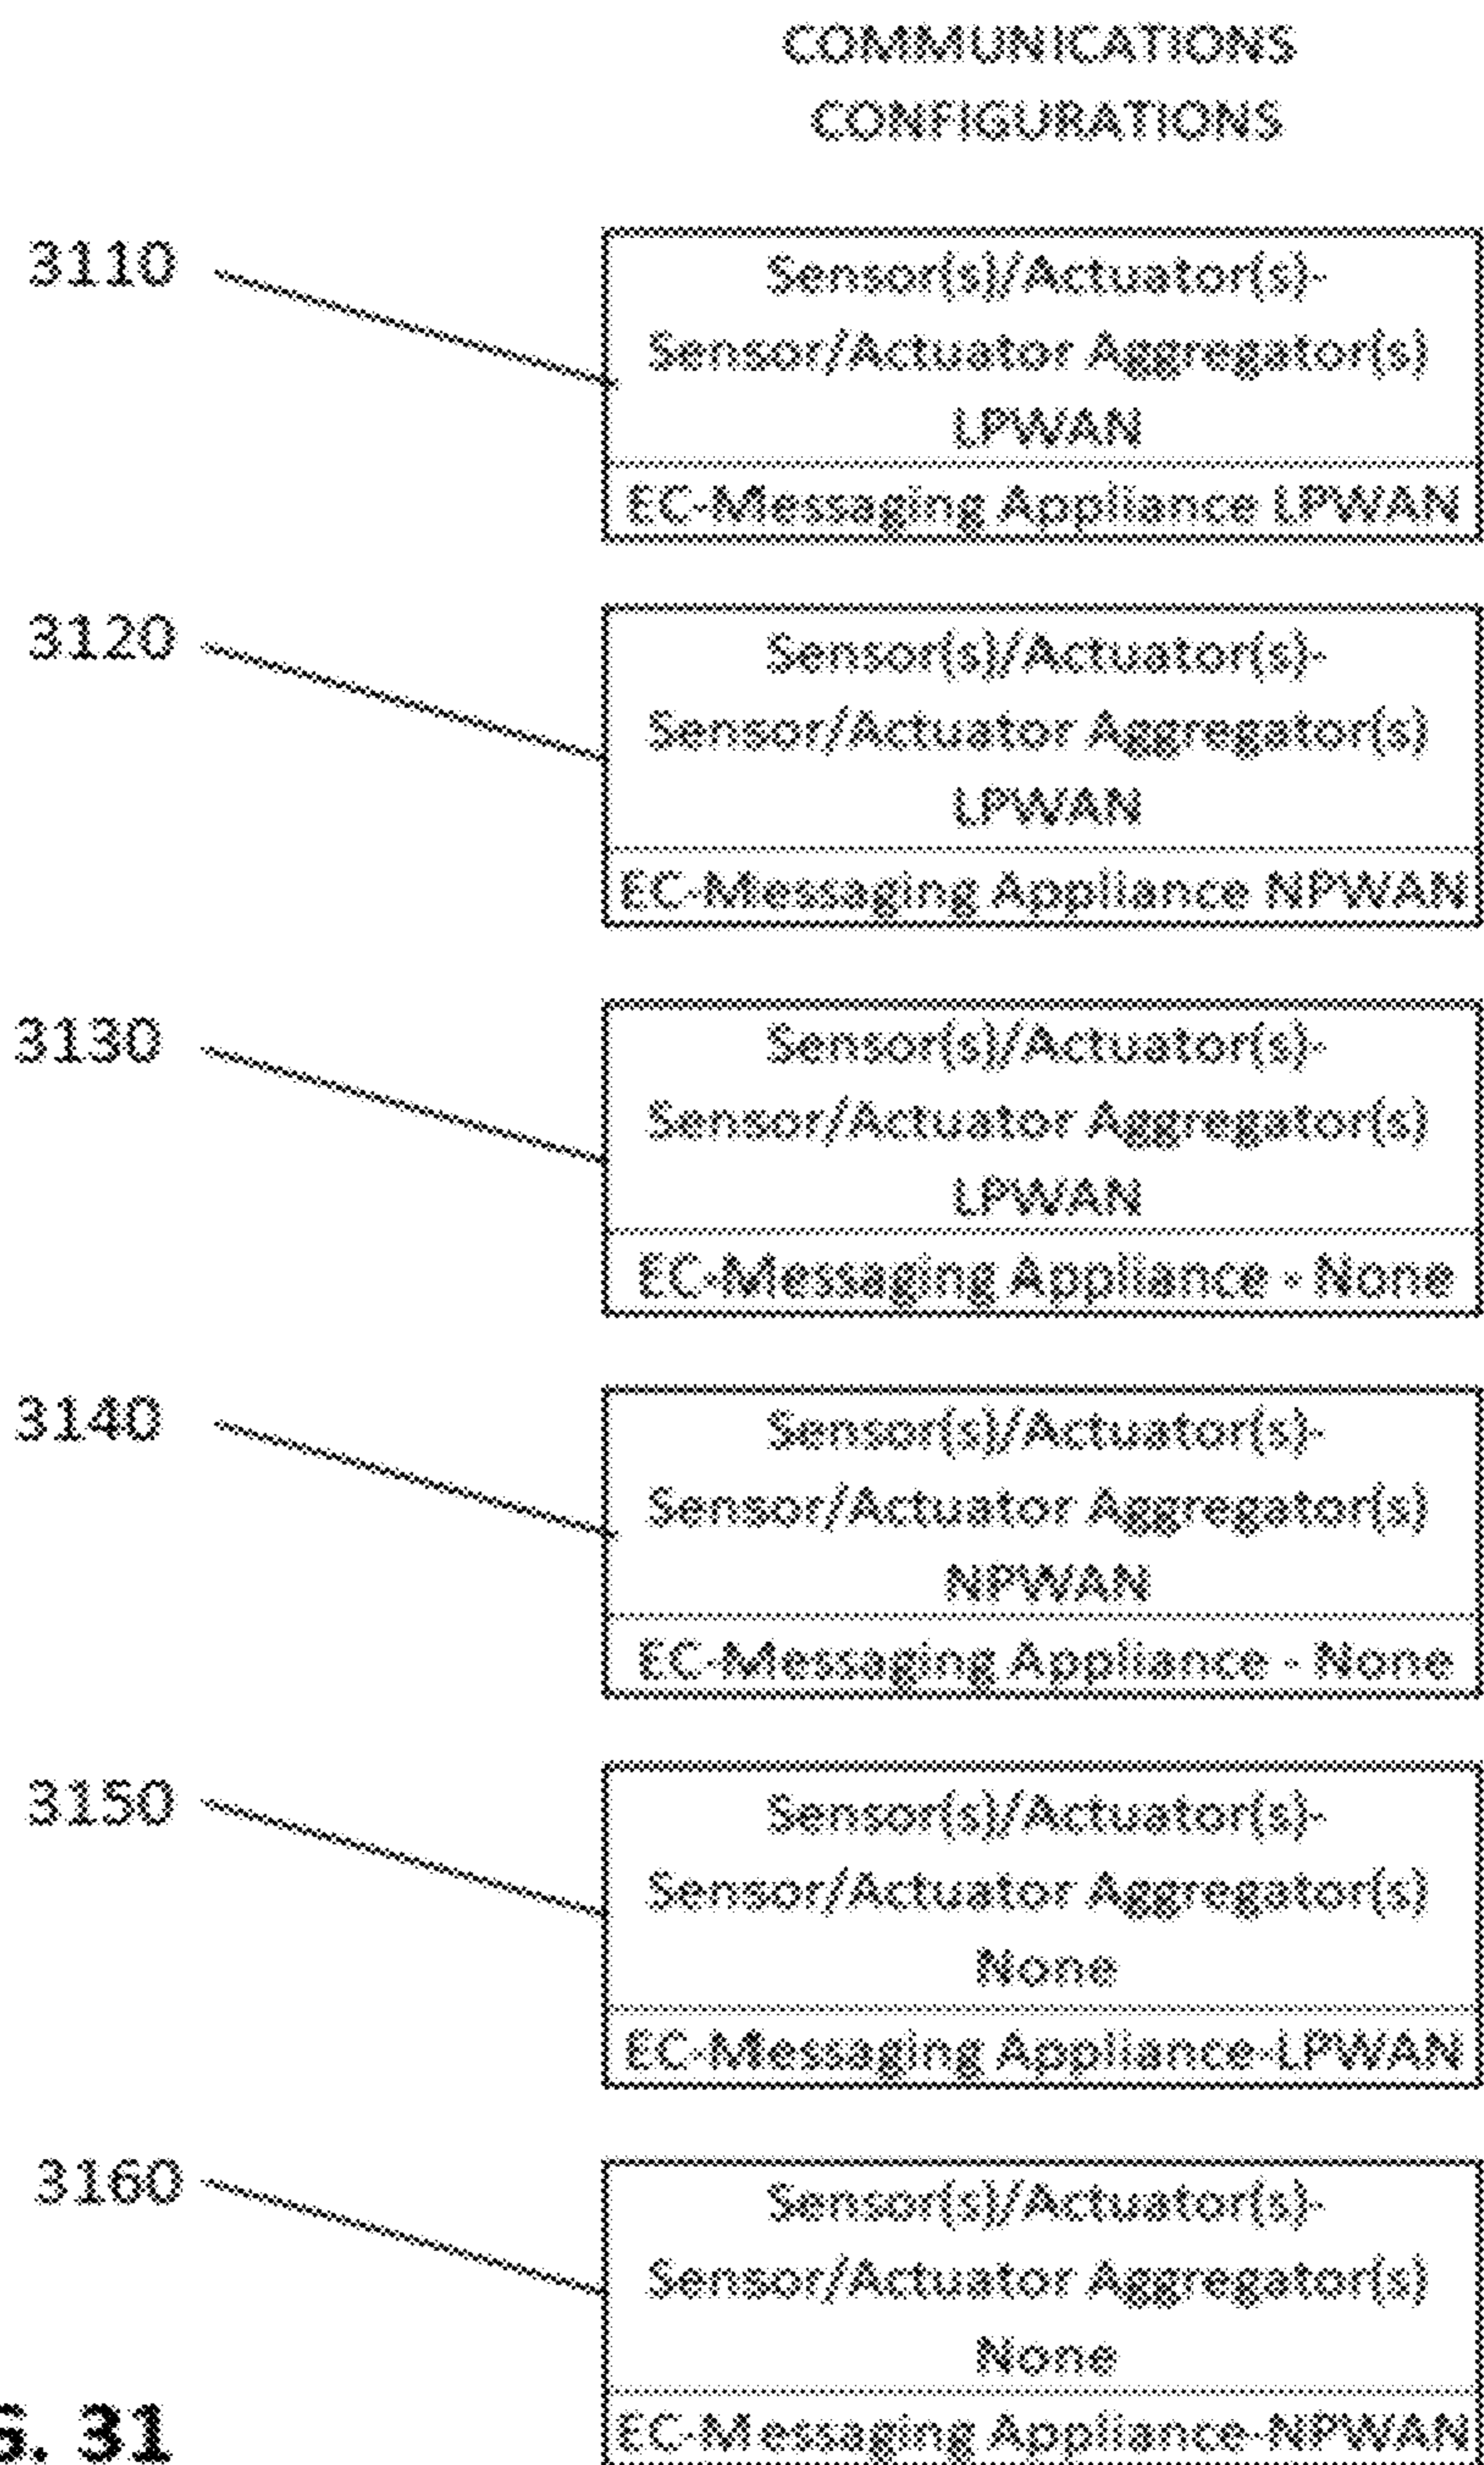 COMMUNICATIONS
CONFIGURATIONS
3110
Sensor(s)/Actuator(s)-
Sensor/Actuator Aggregator(s)
LPWAN
EC-Messaging Appliance LPWAN
3120
Sensor(s)/Actuator(s)-
Sensor/Actuator Aggregator(s)
LPWAN
EC-Messaging Appliance NPWAN
3130
Sensor(s)/Actuator(s)-
Sensor/Actuator Aggregator(s)
LPWAN
EC-Messaging Appliance - None
3140
Sensor(s)/Actuator(s)-
Sensor/Actuator Aggregator(s)
NPWAN
EC-Messaging Appliance - None
3150
Sensor(s)/Actuator(s)-
Sensor/Actuator Aggregator(s)
None
EC-Messaging Appliance-LPWAN
3160
Sensor(s)/Actuator(s)-
Sensor/Actuator Aggregator(s)
None
EC-Messaging Appliance-NPWAN
G. 31